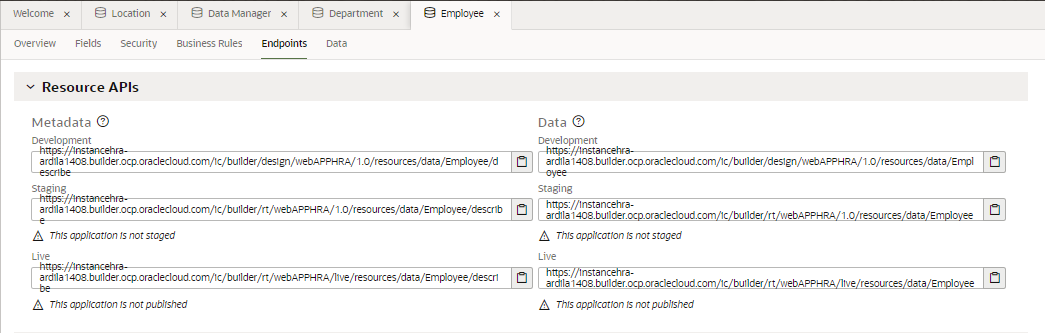 Welcome × Location × Data Manager × Department × Employee ×
Overview Fields Security Business Rules Endpoints Data
Resource APIs
Metadata ?
Development
https://instancehra-
ardila1408.builder.ocp.oraclecloud.com/ic/builder/design/webAPPHRA/1.0/resources/data/Employee/d
escribe
Staging
https://instancehra-
ardila1408.builder.ocp.oraclecloud.com/ic/builder/rt/webAPPHRA/1.0/resources/data/Employee/describ
e
This application is not staged
Live
https://instancehra-
ardila1408.builder.ocp.oraclecloud.com/ic/builder/rt/webAPPHRA/live/resources/data/Employee/descri
be
This application is not published
Data ?
Development
https://instancehra-
ardila1408.builder.ocp.oraclecloud.com/ic/builder/design/webAPPHRA/1.0/resources/data/Empl
oyee
Staging
https://instancehra-
ardila1408.builder.ocp.oraclecloud.com/ic/builder/rt/webAPPHRA/1.0/resources/data/Employee
This application is not staged
Live
https://instancehra-
ardila1408.builder.ocp.oraclecloud.com/ic/builder/rt/webAPPHRA/live/resources/data/Employee
This application is not published